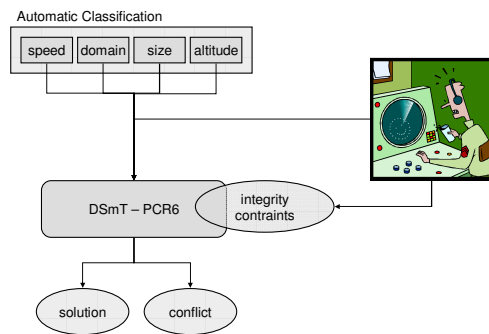 Automatic Classification
speed domain size altitude
DSmT – PCR6
integrity
contraints
solution conflict